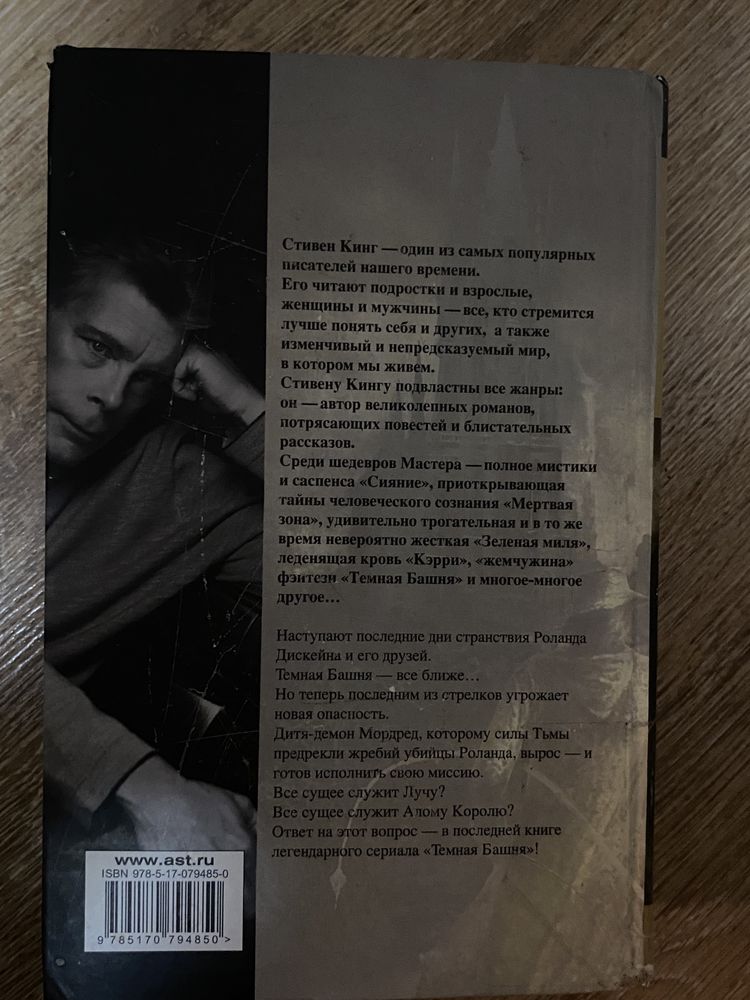 Стивен Кинг — один из самых популярных
писателей нашего времени.
Его читают подростки и взрослые,
женщины и мужчины — все, кто стремится
лучше понять себя и других, а также
изменчивый и непредсказуемый мир,
в котором мы живем.
Стивену Кингу подвластны все жанры:
он — автор великолепных романов,
потрясающих повестей и блистательных
рассказов.
Среди шедевров Мастера — полное мистики
и саспенса «Сияние», приоткрывающая
тайны человеческого сознания «Мертвая
зона», удивительно трогательная и в то же
время невероятно жесткая «Зеленая миля»,
леденящая кровь «Кэрри», «жемчужина»
фэнтези «Темная Башня» и многое-многое
другое...
Наступают последние дни странствия Роланда
Дискейна и его друзей.
Темная Башня — все ближе...
Но теперь последним из стрелков угрожает
новая опасность.
Дитя-демон Мордред, которому силы Тьмы
предрекли жребий убийцы Роланда, вырос — и
готов исполнить свою миссию.
Все сущее служит Лучу?
Все сущее служит Алому Королю?
Ответ на этот вопрос — в последней книге
легендарного сериала «Темная Башня»!
www.ast.ru
ISBN 978-5-17-079485-0
9 785170 794850 >